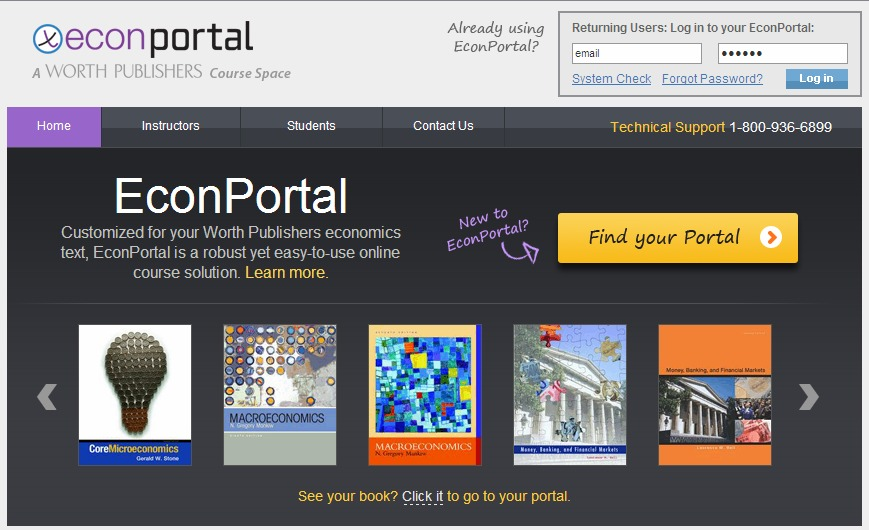 econportal
A WORTH PUBLISHERS Course Space
Already using
EconPortal?
Returning Users: Log in to your EconPortal:
email
••••••
System Check Forgot Password? Log in
Home Instructors Students Contact Us Technical Support 1-800-936-6899
EconPortal
Customized for your Worth Publishers economics
text, EconPortal is a robust yet easy-to-use online
course solution. Learn more.
New to
EconPortal?
Find your Portal
CoreMicroeconomics
Gerald W. Stone
MACROECONOMICS
N. Gregory Mankiw
MACROECONOMICS
N. Gregory Mankiw
Money, Banking, and Financial Markets
Money, Banking, and Financial Markets
See your book? Click it to go to your portal.